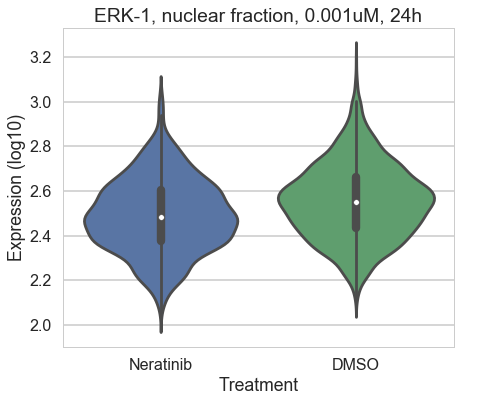 ERK-1, nuclear fraction, 0.001uM, 24h
Expression (log10)
3.2
3.0
2.8
2.6
2.4
2.2
2.0
Neratinib
DMSO
Treatment